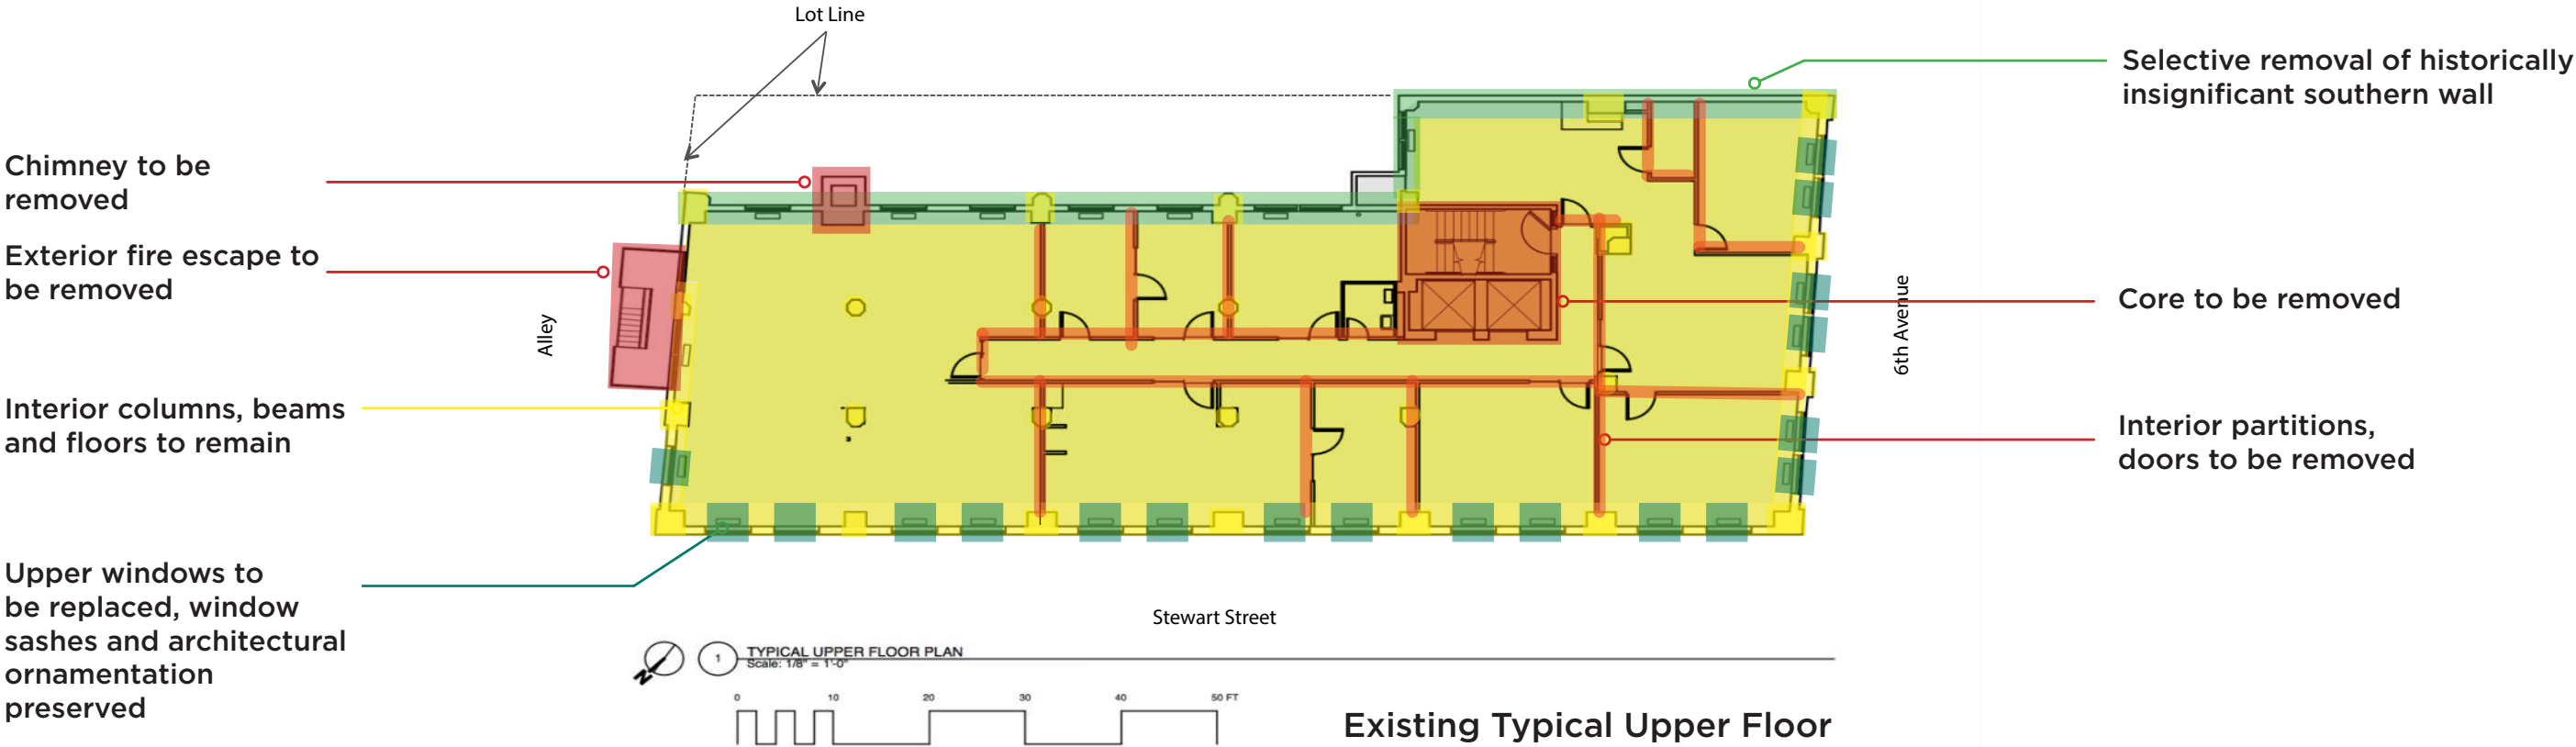 Lot Line
Selective removal of historically
insignificant southern wall
Chimney to be
removed
Exterior fire escape to
be removed
Alley
6th Avenue
Core to be removed
Interior columns, beams
and floors to remain
Interior partitions,
doors to be removed
Upper windows to
be replaced, window
sashes and architectural
ornamentation
preserved
Stewart Street
N
1
TYPICAL UPPER FLOOR PLAN
Scale: 1/8" = 1'-0"
0 10 20 30 40 50 FT
Existing Typical Upper Floor